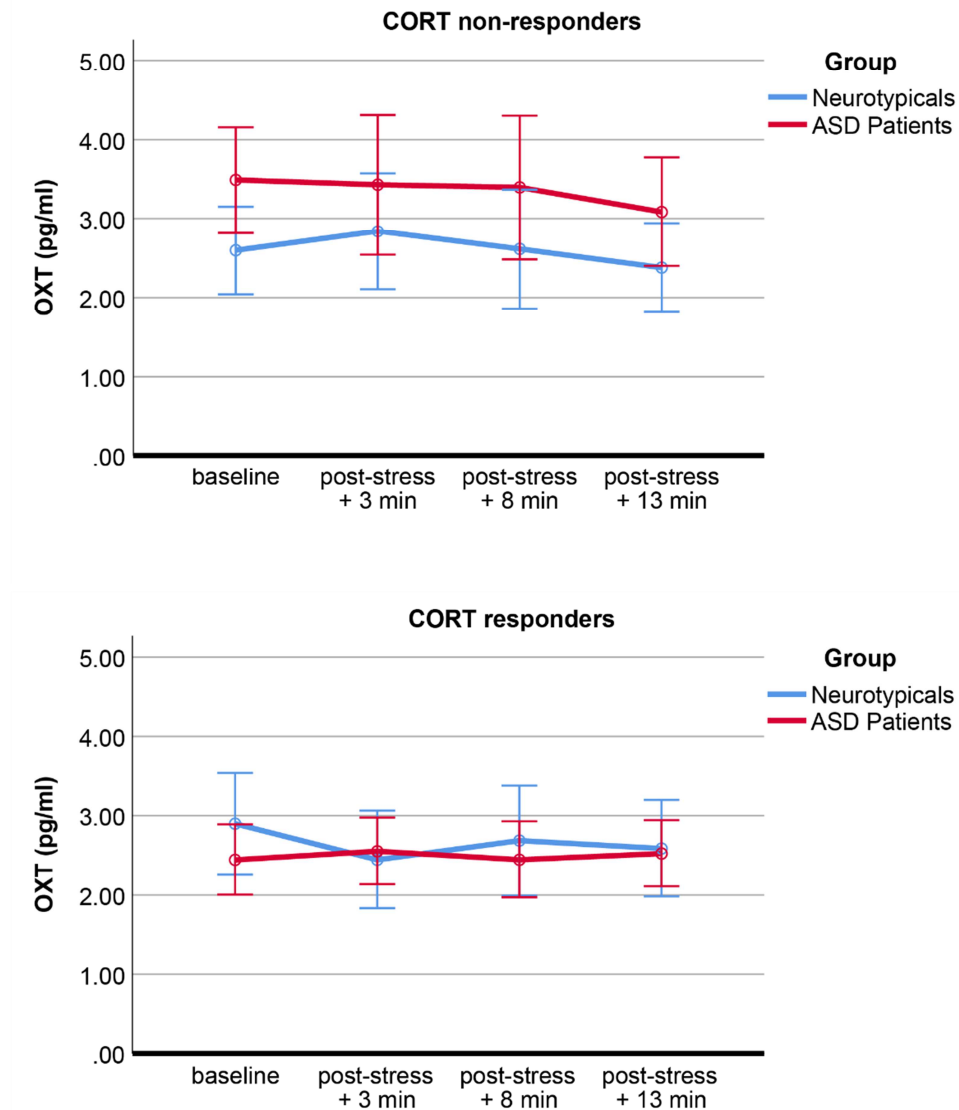 CORT non-responders
5.00
4.00
3.00
2.00
1.00
.00
OXT (pg/ml)
baseline
post-stress
+ 3 min
post-stress
+ 8 min
post-stress
+ 13 min
Group
Neurotypicals
ASD Patients
CORT responders
5.00
4.00
3.00
2.00
1.00
.00
OXT (pg/ml)
baseline
post-stress
+ 3 min
post-stress
+ 8 min
post-stress
+ 13 min
Group
Neurotypicals
ASD Patients